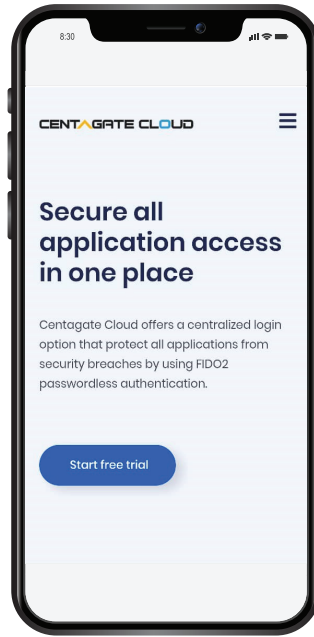 8:30
CENTAGATE CLOUD
Secure all
application access
in one place
Centagate Cloud offers a centralized login
option that protect all applications from
security breaches by using FIDO2
passwordless authentication.
Start free trial